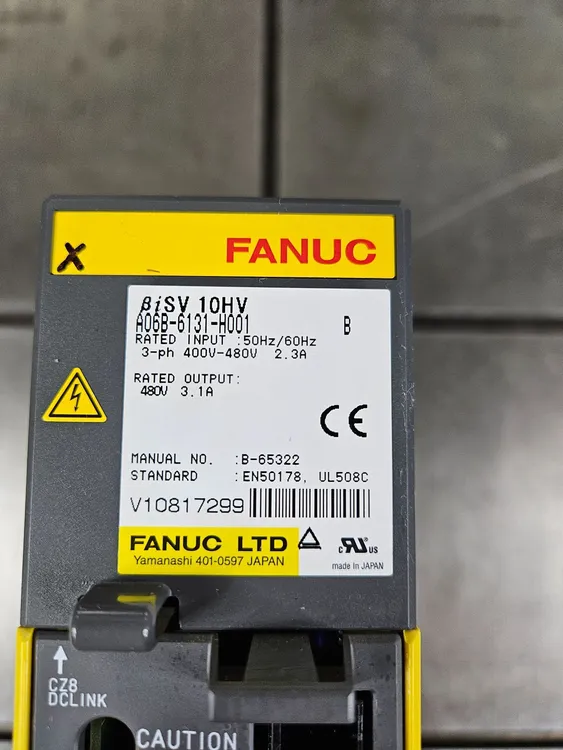 X
FANUC
βiSV 10HV
A06B-6131-H001 B
RATED INPUT :50Hz/60Hz
3-ph 400V-480V 2.3A
RATED OUTPUT:
480V 3.1A
CE
MANUAL NO. :B-65322
STANDARD :EN50178, UL508C
V10817299
FANUC LTD
Yamanashi 401-0597 JAPAN
c RU us
made in JAPAN
CZ8
DCLINK
CAUTION